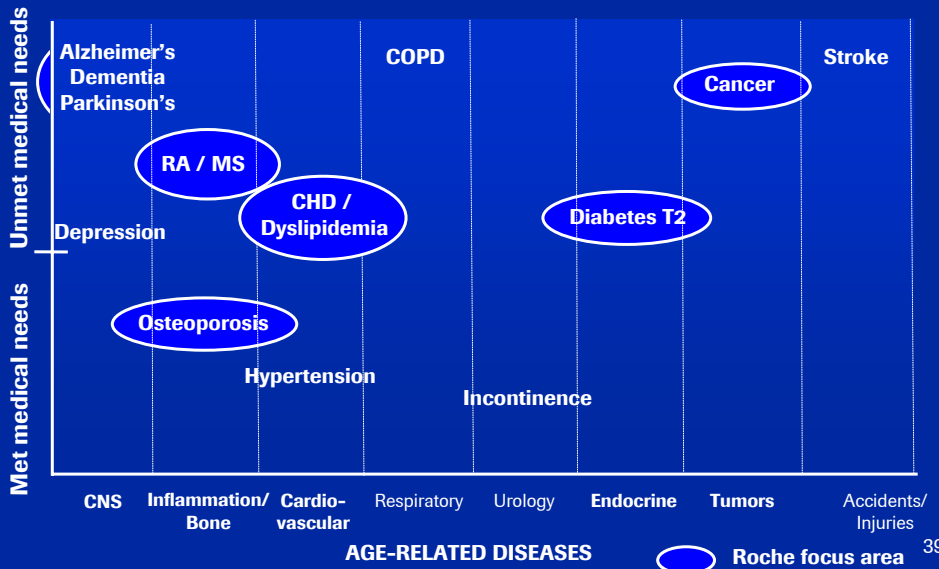 Unmet medical needs
Met medical needs
Alzheimer's
Dementia
Parkinson's
COPD
Stroke
Cancer
RA / MS
CHD /
Dyslipidemia
Diabetes T2
Depression
Osteoporosis
Hypertension
Incontinence
CNS
Inflammation/
Bone
Cardio-
vascular
Respiratory
Urology
Endocrine
Tumors
Accidents/
Injuries
AGE-RELATED DISEASES
Roche focus area
39